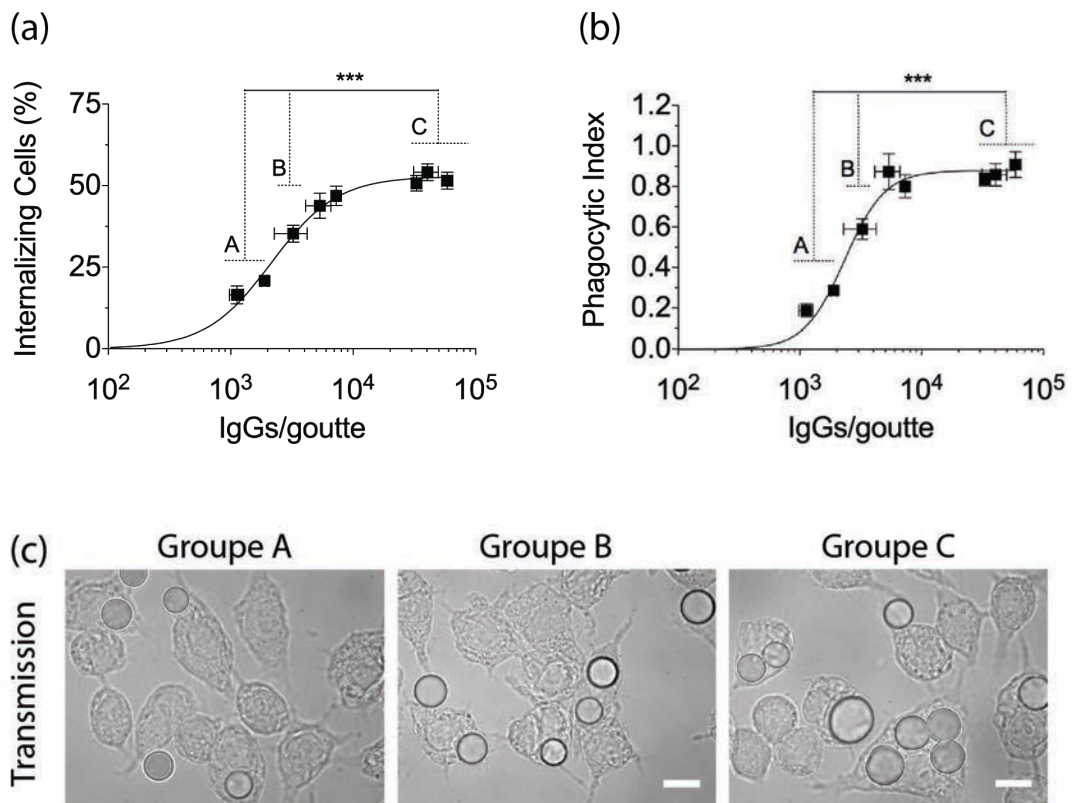 (a)
Internalizing Cells (%)
75
50
25
0
10² 10³ 10⁴ 10⁵
IgGs/goutte
***
A
B
C
(b)
Phagocytic Index
1.2
1.0
0.8
0.6
0.4
0.2
0.0
10² 10³ 10⁴ 10⁵
IgGs/goutte
***
A
B
C
(c)
Groupe A Groupe B Groupe C
Transmission